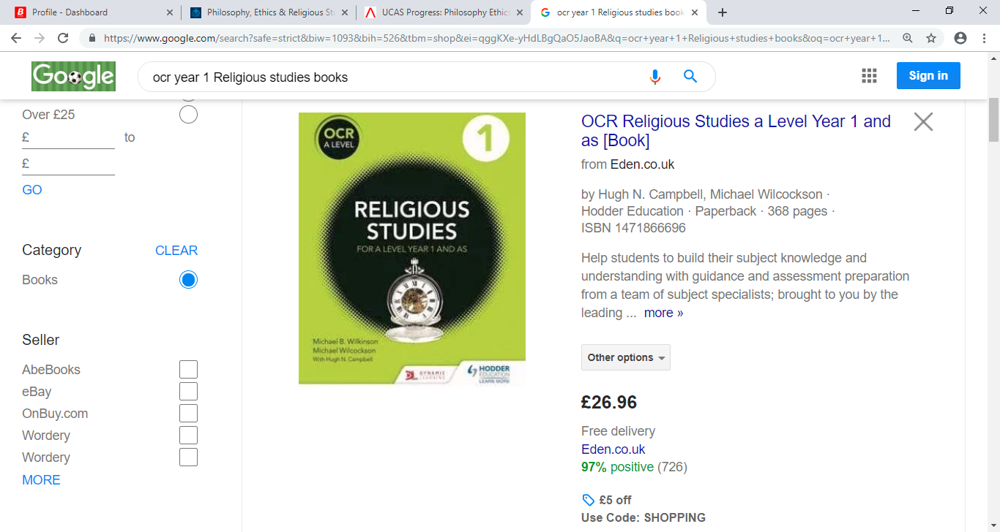 Profile - Dashboard
Philosophy, Ethics & Religious St
UCAS Progress: Philosophy Ethic
ocr year 1 Religious studies book
https://www.google.com/search?safe=strict&biw=1093&bih=526&tbm=shop&ei=qggKXe-yHdLBgQaO5JaoBA&q=ocr+year+1+Religious+studies+books&oq=ocr+year+1...
Google
ocr year 1 Religious studies books
Sign in
Over £25
£ to
£
GO
Category CLEAR
Books
Seller
AbeBooks
eBay
OnBuy.com
Wordery
Wordery
MORE
OCR
A LEVEL
1
RELIGIOUS
STUDIES
FOR A LEVEL YEAR 1 AND AS
Michael B. Wilkinson
Michael Wilcockson
With Hugh N. Campbell
DYNAMIC
LEARNING
HODDER
EDUCATION
LEARN MORE
OCR Religious Studies a Level Year 1 and
as [Book]
from Eden.co.uk
by Hugh N. Campbell, Michael Wilcockson ·
Hodder Education · Paperback · 368 pages ·
ISBN 1471866696
Help students to build their subject knowledge and
understanding with guidance and assessment preparation
from a team of subject specialists; brought to you by the
leading ... more »
Other options
£26.96
Free delivery
Eden.co.uk
97% positive (726)
£5 off
Use Code: SHOPPING